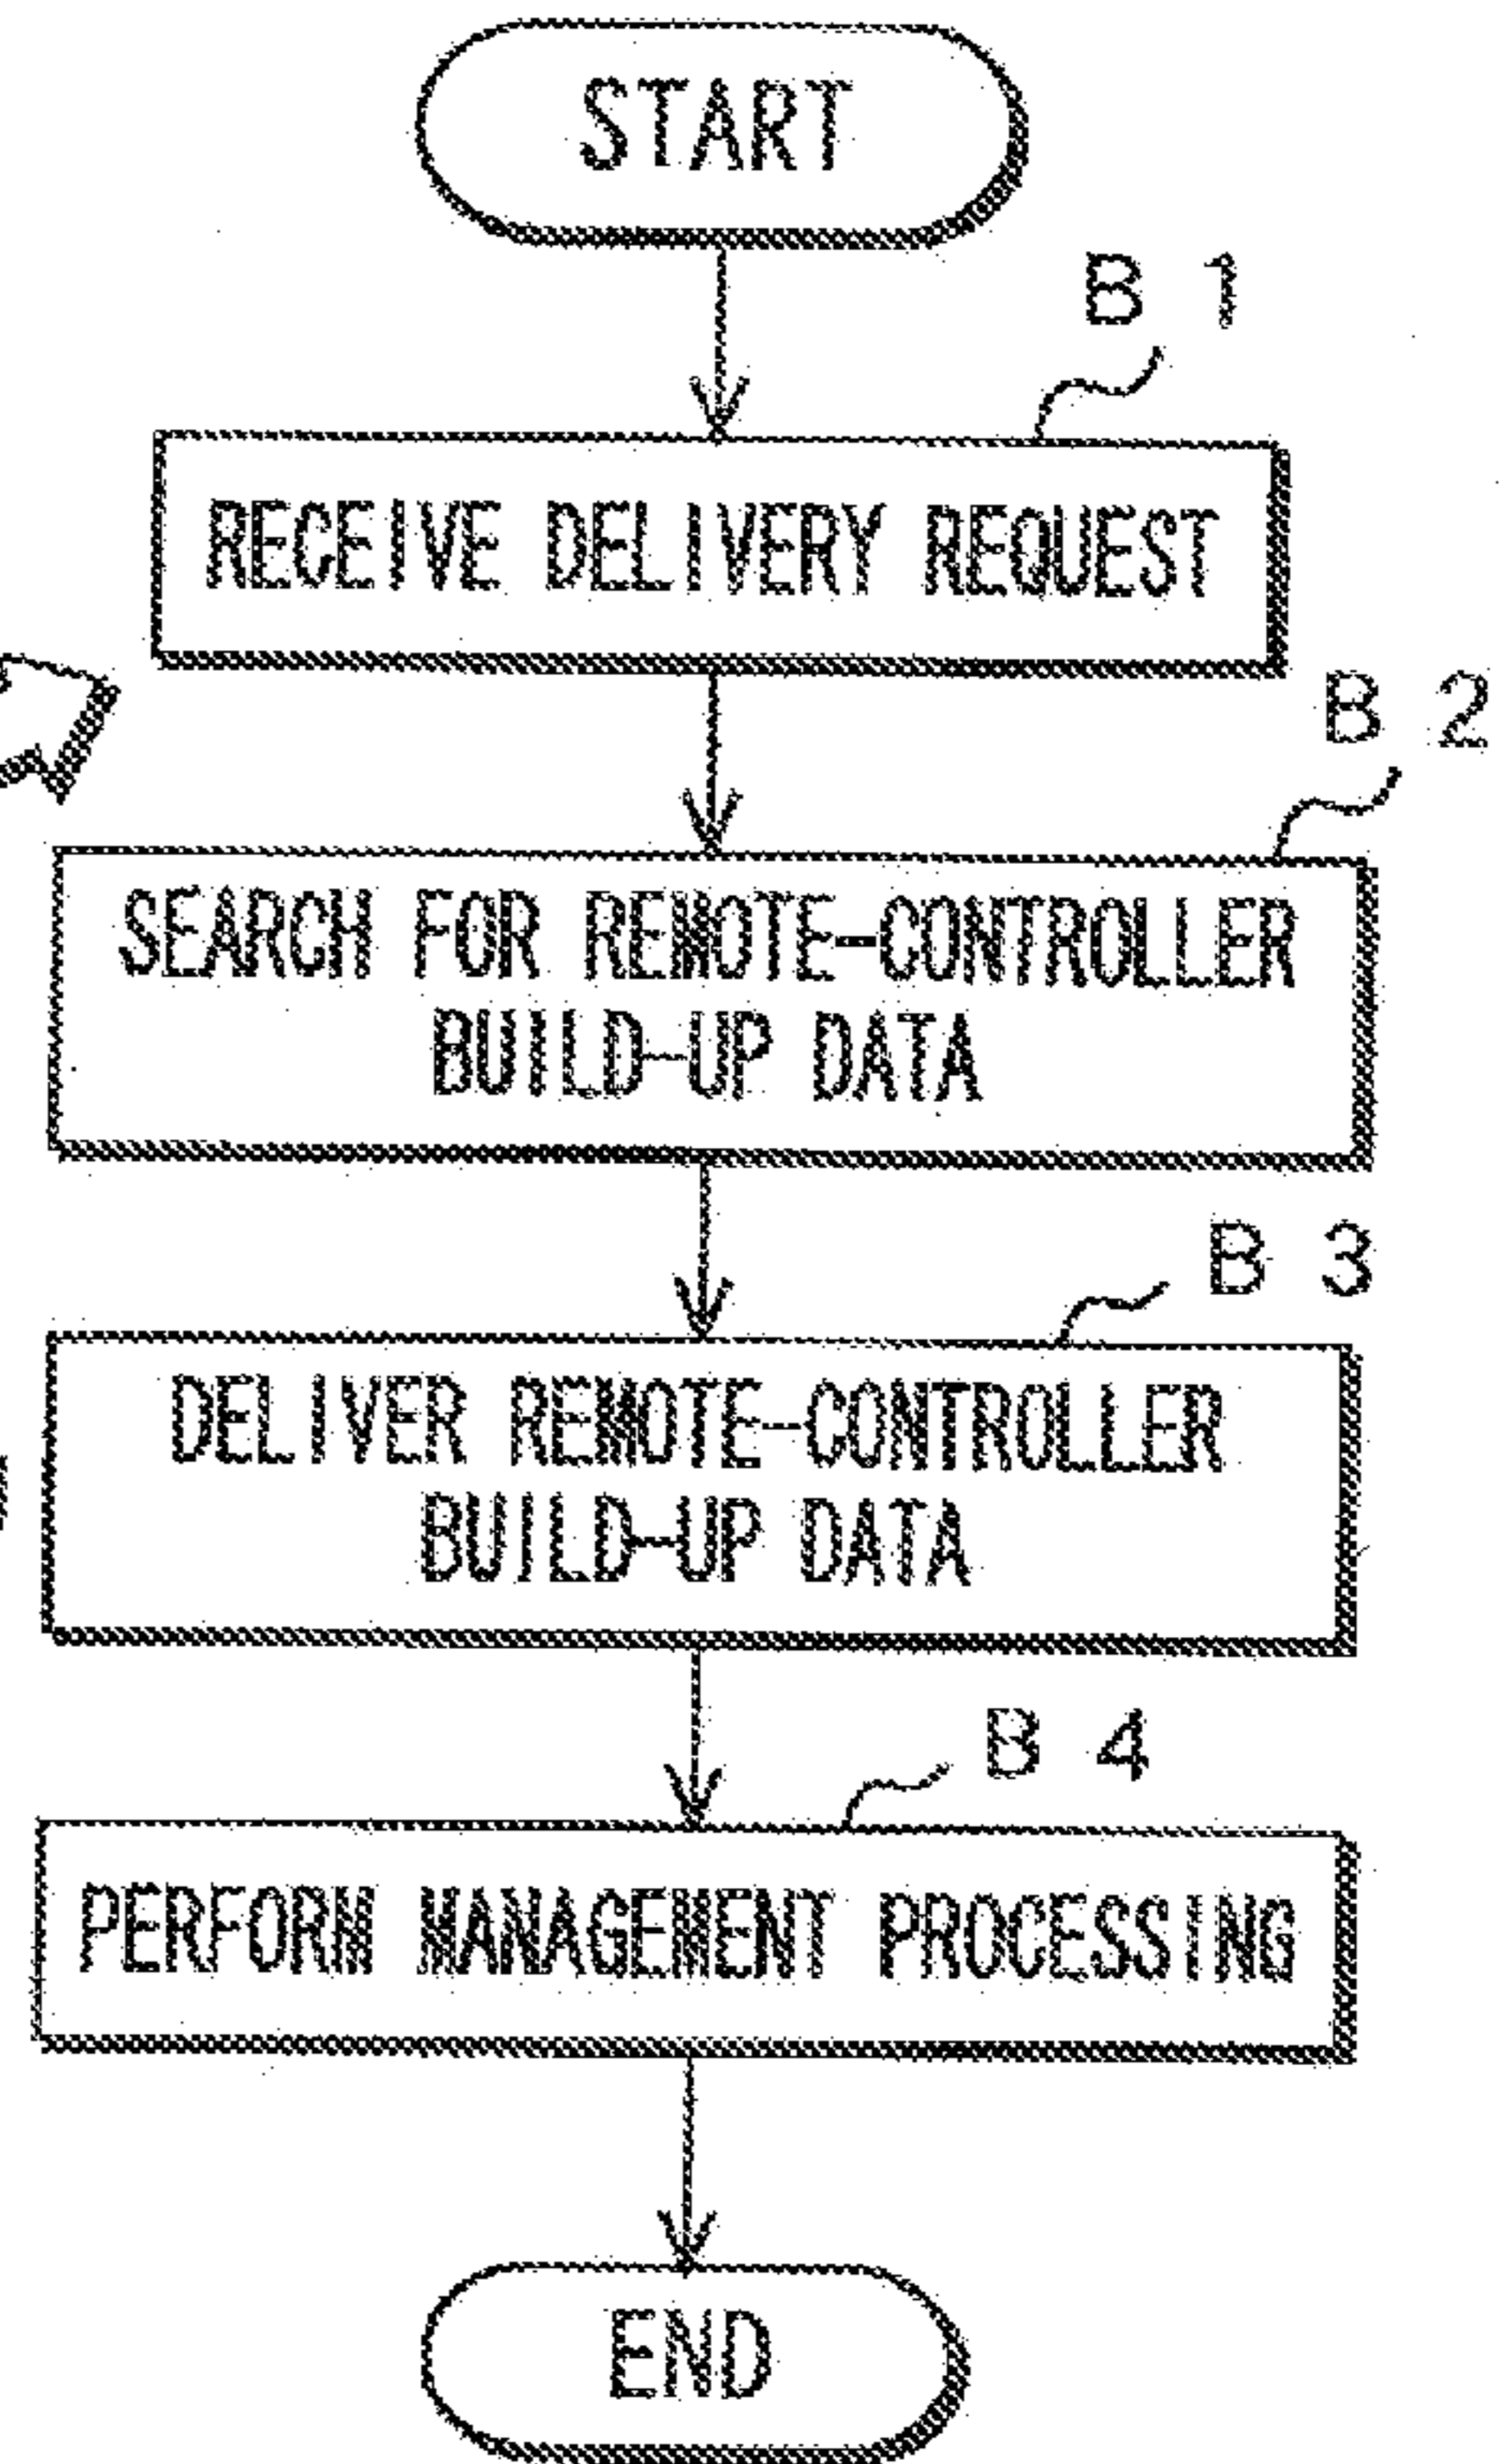 START
B 1
RECEIVE DELIVERY REQUEST
B 2
SEARCH FOR REMOTE-CONTROLLER
BUILD-UP DATA
B 3
DELIVER REMOTE-CONTROLLER
BUILD-UP DATA
B 4
PERFORM MANAGEMENT PROCESSING
END